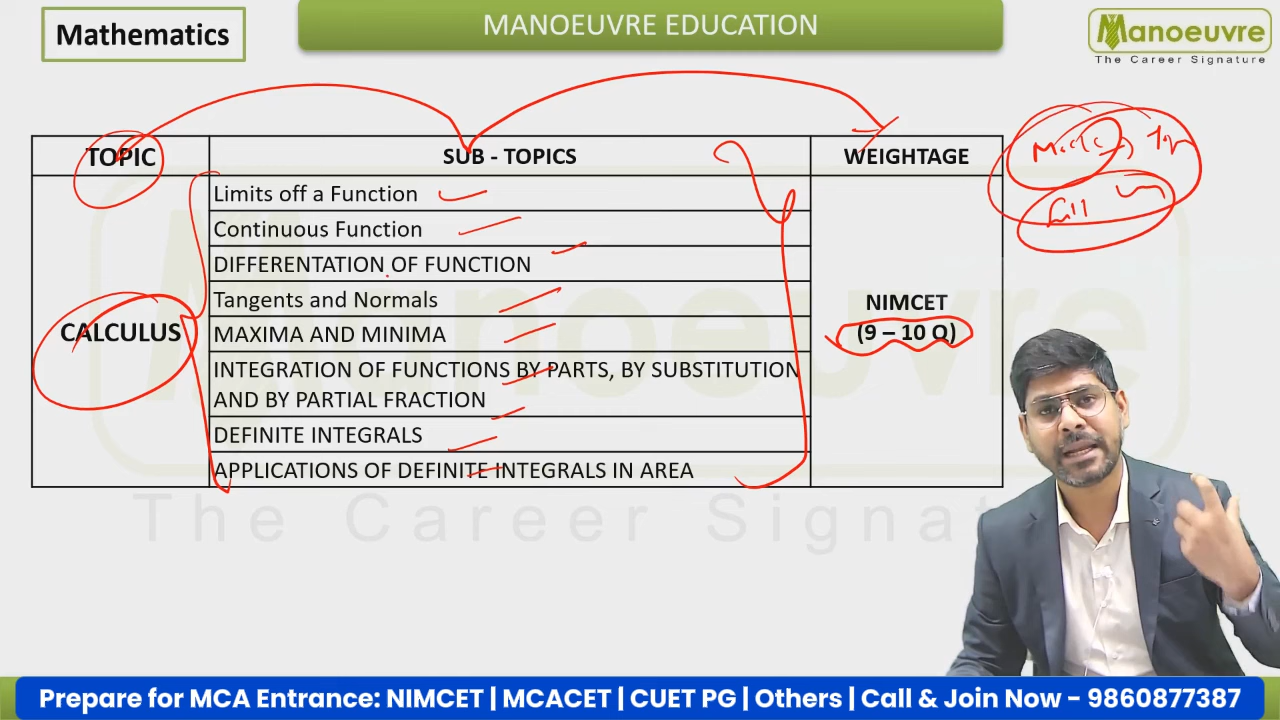 Mathematics
MANOEUVRE EDUCATION
Manoeuvre
The Career Signature
TOPIC
SUB - TOPICS
WEIGHTAGE
CALCULUS
Limits off a Function
Continuous Function
DIFFERENTATION OF FUNCTION
Tangents and Normals
MAXIMA AND MINIMA
INTEGRATION OF FUNCTIONS BY PARTS, BY SUBSTITUTION
AND BY PARTIAL FRACTION
DEFINITE INTEGRALS
APPLICATIONS OF DEFINITE INTEGRALS IN AREA
NIMCET
(9 – 10 Q)
Manoeuvre
The Career Signat
Prepare for MCA Entrance: NIMCET | MCACET | CUET PG | Others | Call & Join Now - 9860877387